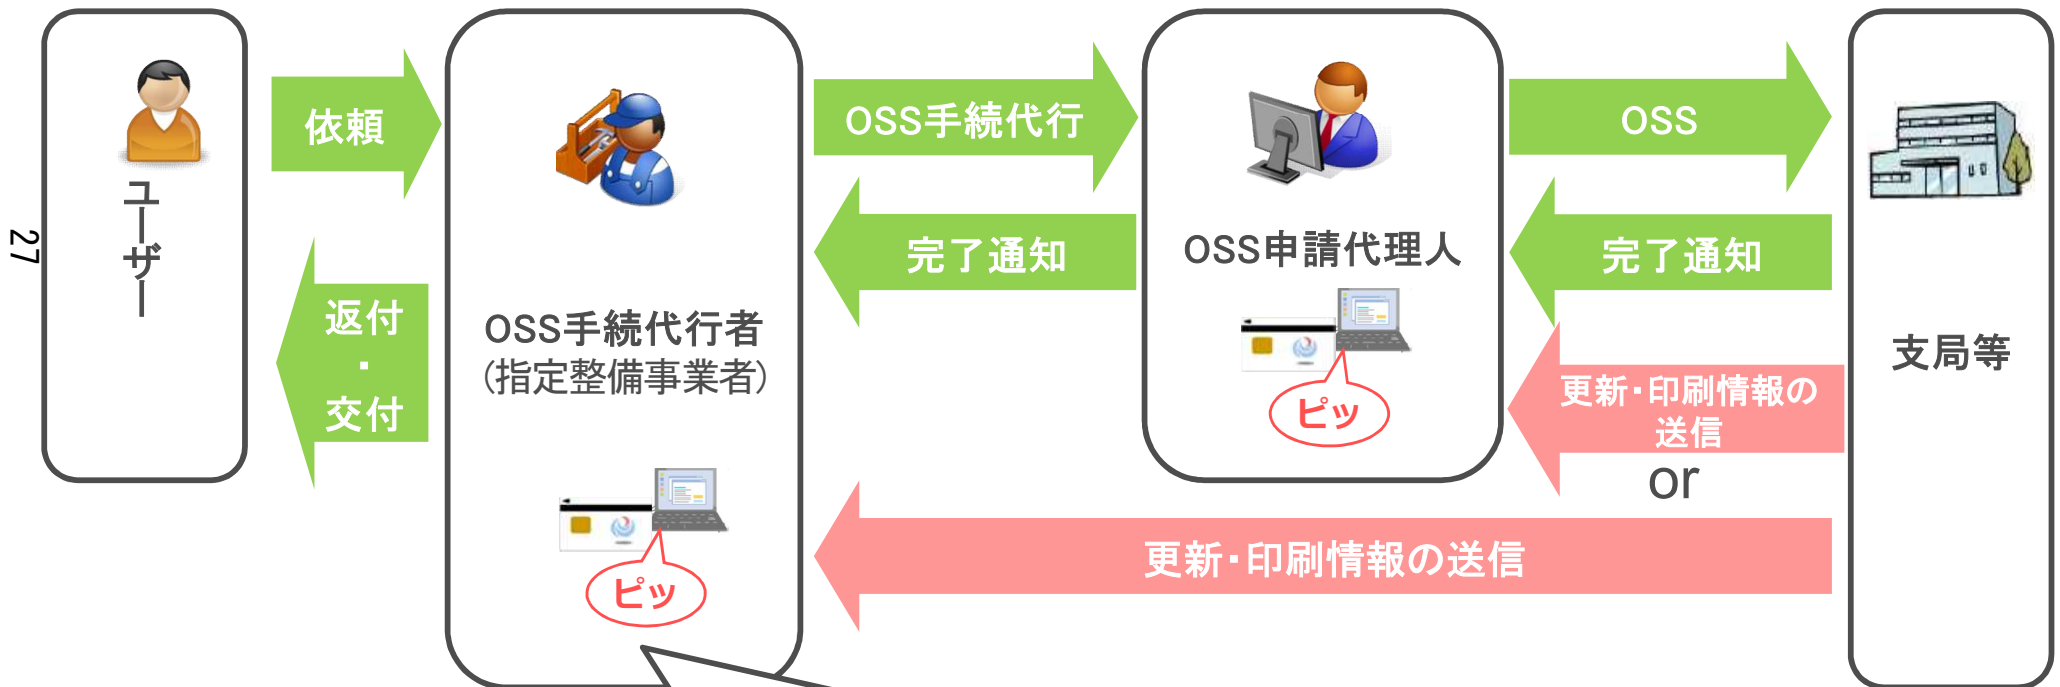 27
ユーザー
依頼
返付
・
交付
OSS手続代行者
(指定整備事業者)
ピッ
OSS手続代行
完了通知
OSS申請代理人
ピッ
OSS
完了通知
更新・印刷情報の
送信
or
更新・印刷情報の送信
支局等